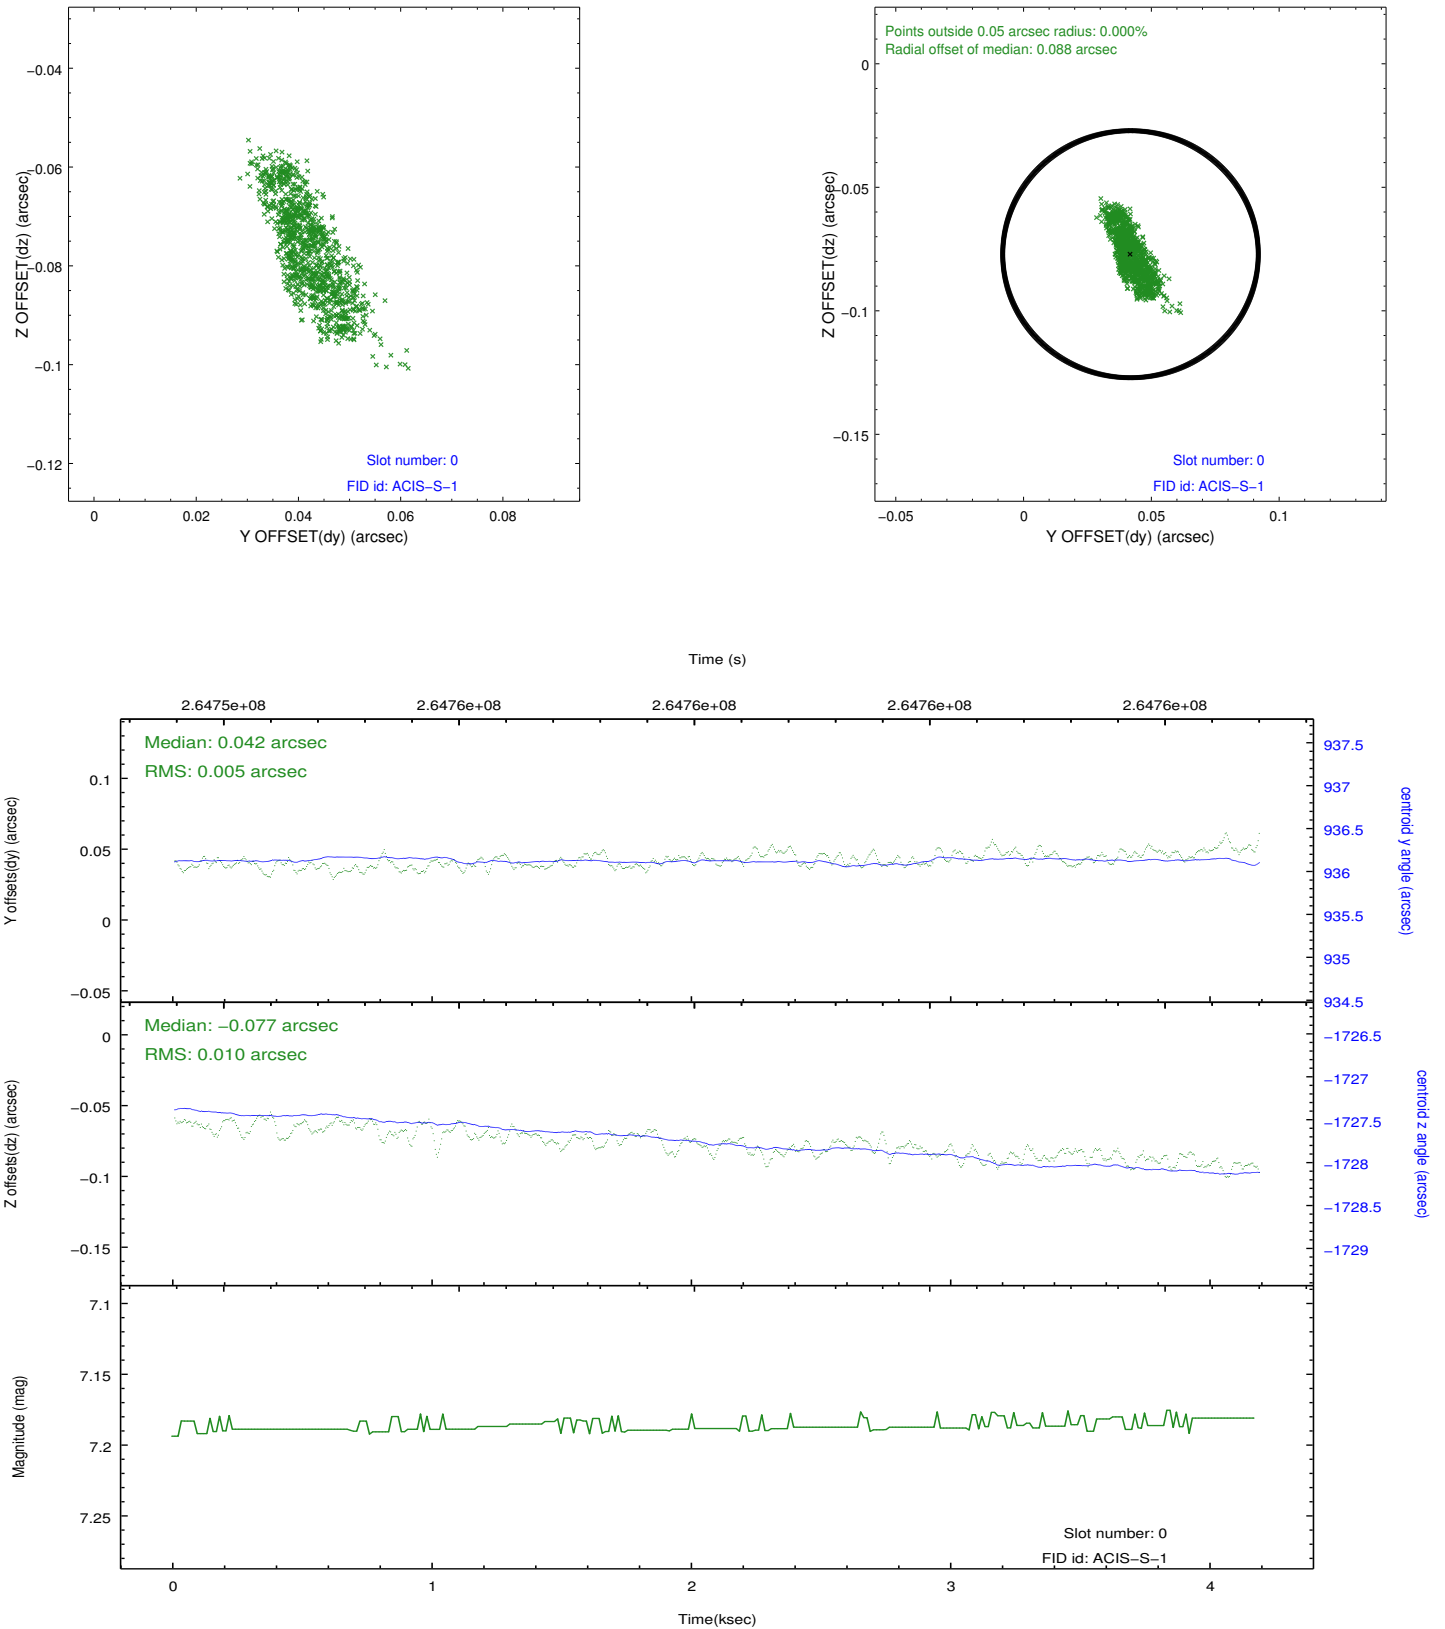 −0.04
−0.06
−0.08
−0.1
−0.12
Z OFFSET(dz) (arcsec)
Slot number: 0
FID id: ACIS−S−1
0 0.02 0.04 0.06 0.08
Y OFFSET(dy) (arcsec)
Points outside 0.05 arcsec radius: 0.000%
Radial offset of median: 0.088 arcsec
0
−0.05
−0.1
−0.15
Z OFFSET(dz) (arcsec)
Slot number: 0
FID id: ACIS−S−1
−0.05 0 0.05 0.1
Y OFFSET(dy) (arcsec)
Time (s)
2.6475e+08 2.6476e+08 2.6476e+08 2.6476e+08 2.6476e+08
Median: 0.042 arcsec
RMS: 0.005 arcsec
0.1
0.05
0
−0.05
Y offsets(dy) (arcsec)
937.5
937
936.5
936
935.5
935
934.5
centroid y angle (arcsec)
Median: −0.077 arcsec
RMS: 0.010 arcsec
0
−0.05
−0.1
−0.15
Z offsets(dz) (arcsec)
−1726.5
−1727
−1727.5
−1728
−1728.5
−1729
centroid z angle (arcsec)
7.1
7.15
7.2
7.25
Magnitude (mag)
Slot number: 0
FID id: ACIS−S−1
0 1 2 3 4
Time(ksec)